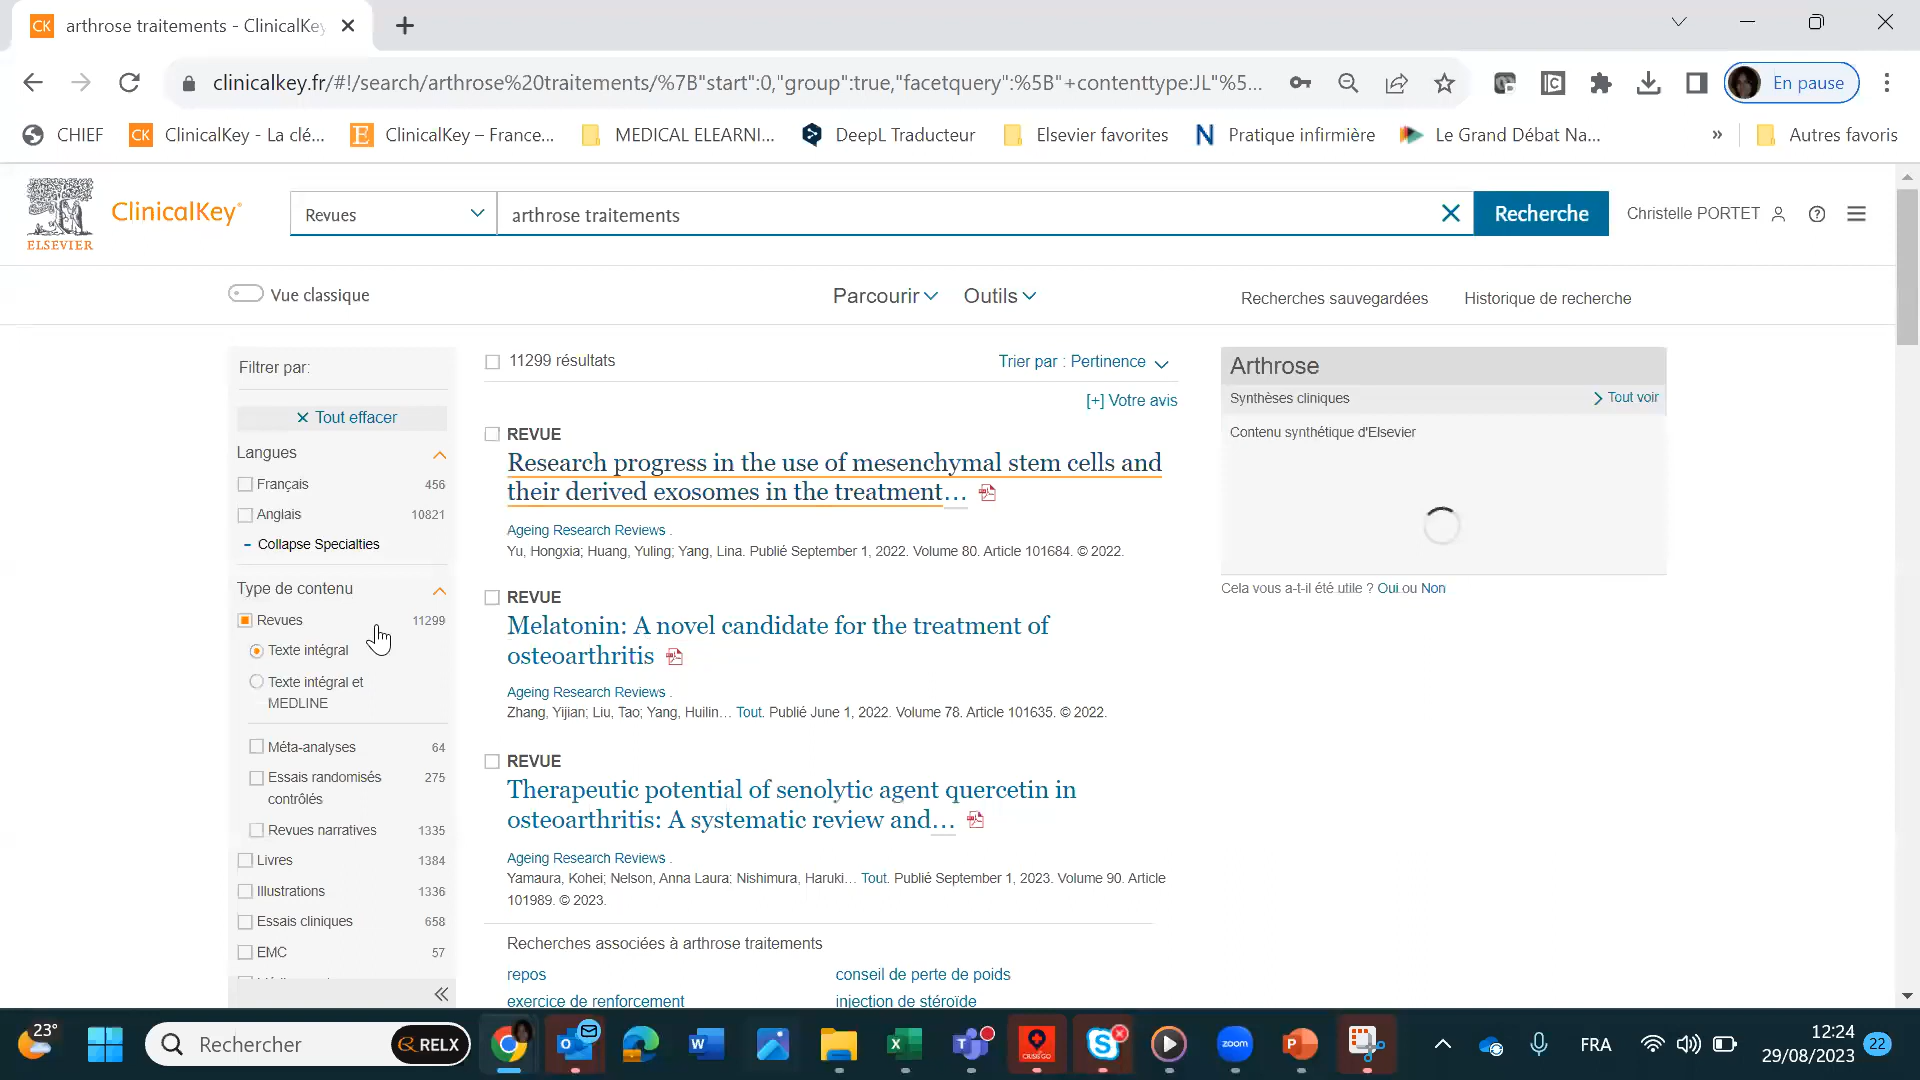 CK arthrose traitements - ClinicalKey
clinicalkey.fr/#!/search/arthrose%20traitements/%7B"start":0,"group":true,"facetquery":%5B"+contenttype:JL"%5...
En pause
CHIEF
CK ClinicalKey - La clé...
E ClinicalKey – France...
MEDICAL ELEARNI...
DeepL Traducteur
Elsevier favorites
N Pratique infirmière
Le Grand Débat Na...
»
Autres favoris
ELSEVIER
ClinicalKey®
Revues
arthrose traitements
Recherche
Christelle PORTET
Vue classique
Parcourir
Outils
Recherches sauvegardées
Historique de recherche
Filtrer par:
✕ Tout effacer
Langues
Français 456
Anglais 10821
– Collapse Specialties
Type de contenu
Revues 11299
Texte intégral
Texte intégral et
MEDLINE
Méta-analyses 64
Essais randomisés 275
contrôlés
Revues narratives 1335
Livres 1384
Illustrations 1336
Essais cliniques 658
EMC 57
«
11299 résultats
Trier par : Pertinence
[+] Votre avis
REVUE
Research progress in the use of mesenchymal stem cells and
their derived exosomes in the treatment...
Ageing Research Reviews .
Yu, Hongxia; Huang, Yuling; Yang, Lina. Publié September 1, 2022. Volume 80. Article 101684. © 2022.
REVUE
Melatonin: A novel candidate for the treatment of
osteoarthritis
Ageing Research Reviews .
Zhang, Yijian; Liu, Tao; Yang, Huilin... Tout. Publié June 1, 2022. Volume 78. Article 101635. © 2022.
REVUE
Therapeutic potential of senolytic agent quercetin in
osteoarthritis: A systematic review and...
Ageing Research Reviews .
Yamaura, Kohei; Nelson, Anna Laura; Nishimura, Haruki... Tout. Publié September 1, 2023. Volume 90. Article
101989. © 2023.
Recherches associées à arthrose traitements
repos
conseil de perte de poids
exercice de renforcement
injection de stéroïde
Arthrose
Synthèses cliniques
Tout voir
Contenu synthétique d'Elsevier
Cela vous a-t-il été utile ? Oui ou Non
23°
Rechercher
RELX
zoom
FRA
12:24
29/08/2023
22